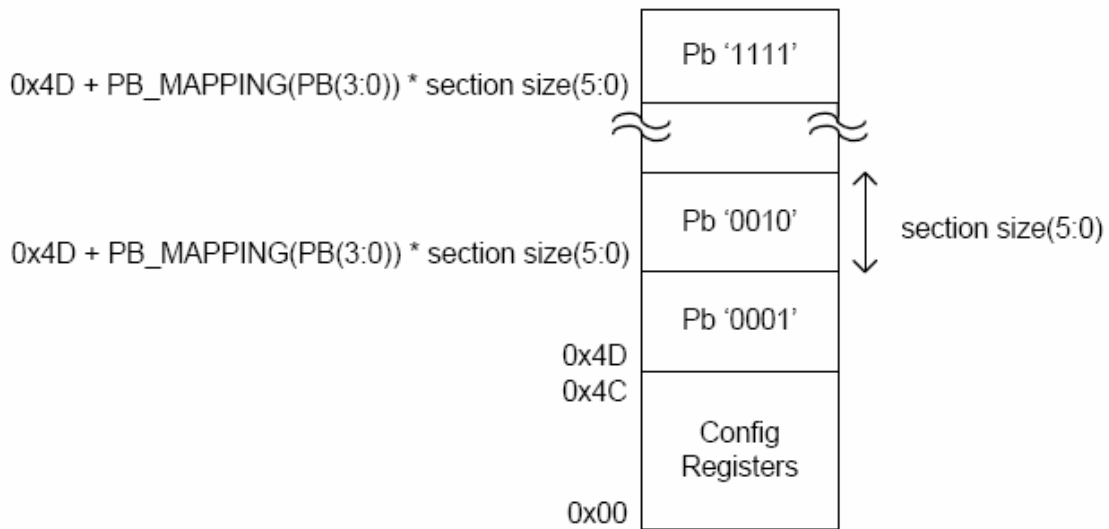 Pb ‘1111’
0x4D + PB_MAPPING(PB(3:0)) * section size(5:0)
Pb ‘0010’
section size(5:0)
0x4D + PB_MAPPING(PB(3:0)) * section size(5:0)
Pb ‘0001’
0x4D
0x4C
Config
Registers
0x00